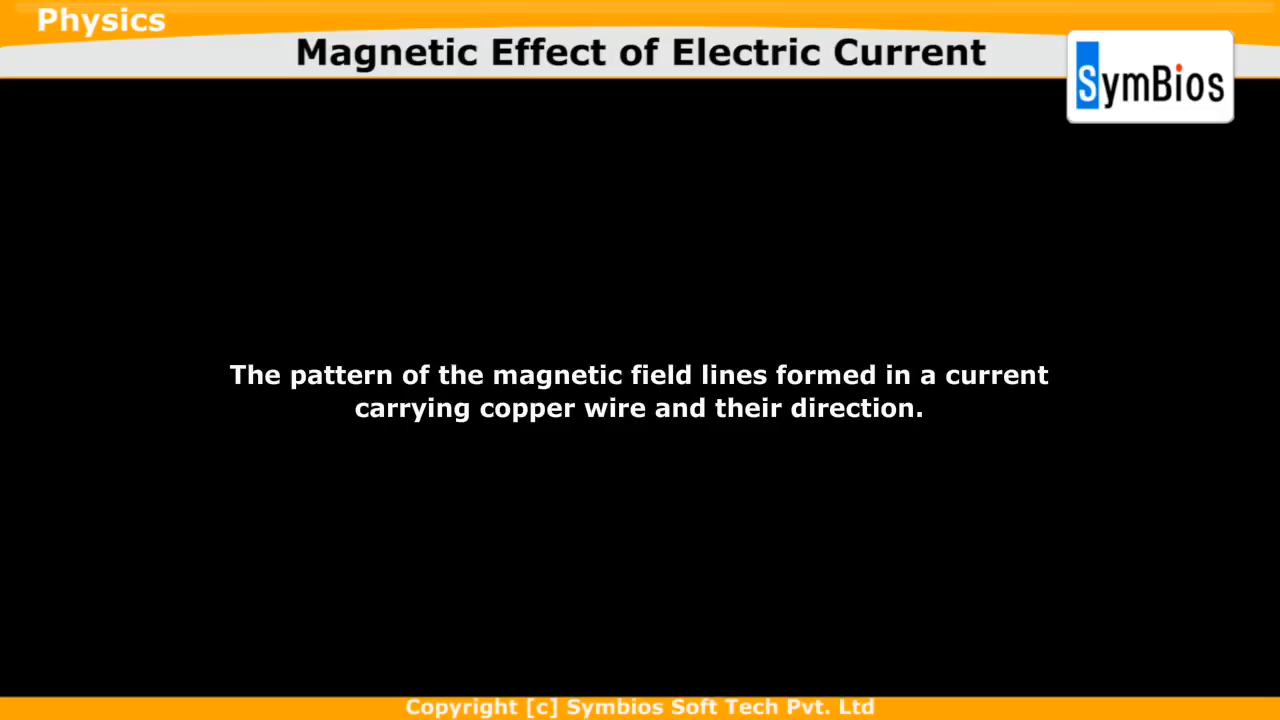 Physics
Magnetic Effect of Electric Current
SymBios
The pattern of the magnetic field lines formed in a current
carrying copper wire and their direction.
Copyright [c] Symbios Soft Tech Pvt. Ltd